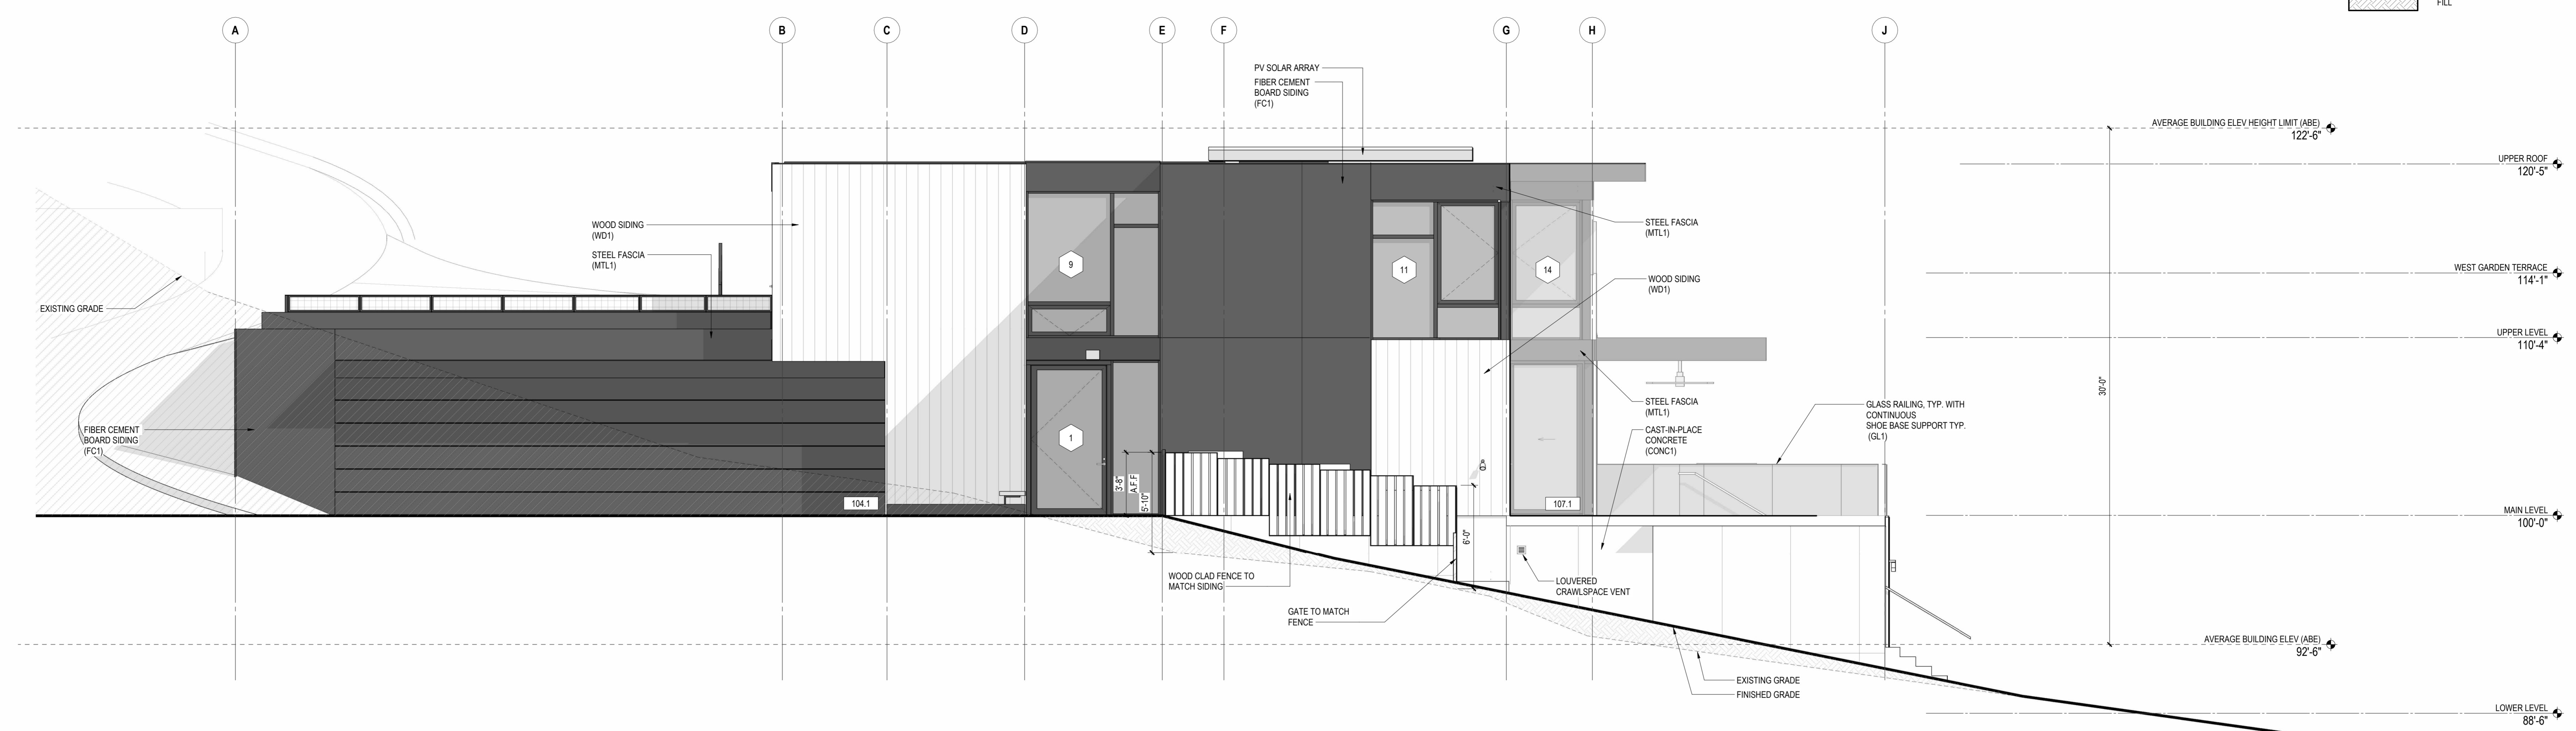 FILL
A
B
C
D
E
F
G
H
J
PV SOLAR ARRAY
FIBER CEMENT
BOARD SIDING
(FC1)
AVERAGE BUILDING ELEV HEIGHT LIMIT (ABE)
122'-6"
UPPER ROOF
120'-5"
WOOD SIDING
(WD1)
STEEL FASCIA
(MTL1)
STEEL FASCIA
(MTL1)
9
11
14
WEST GARDEN TERRACE
114'-1"
WOOD SIDING
(WD1)
EXISTING GRADE
UPPER LEVEL
110'-4"
30'-0"
STEEL FASCIA
(MTL1)
GLASS RAILING, TYP. WITH
CONTINUOUS
SHOE BASE SUPPORT TYP.
(GL1)
FIBER CEMENT
BOARD SIDING
(FC1)
1
CAST-IN-PLACE
CONCRETE
(CONC1)
3'-8"
A.F.F
5'-10"
104.1
107.1
MAIN LEVEL
100'-0"
6'-0"
WOOD CLAD FENCE TO
MATCH SIDING
LOUVERED
CRAWLSPACE VENT
GATE TO MATCH
FENCE
AVERAGE BUILDING ELEV (ABE)
92'-6"
EXISTING GRADE
FINISHED GRADE
LOWER LEVEL
88'-6"